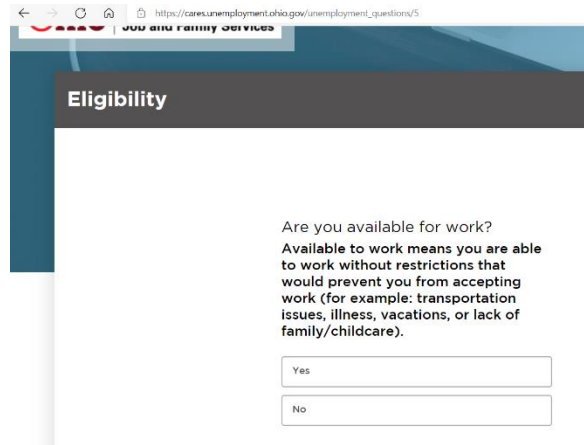 https://cares.unemployment.ohio.gov/unemployment_questions/5
Job and Family Services
Eligibility
Are you available for work?
Available to work means you are able
to work without restrictions that
would prevent you from accepting
work (for example: transportation
issues, illness, vacations, or lack of
family/childcare).
Yes
No